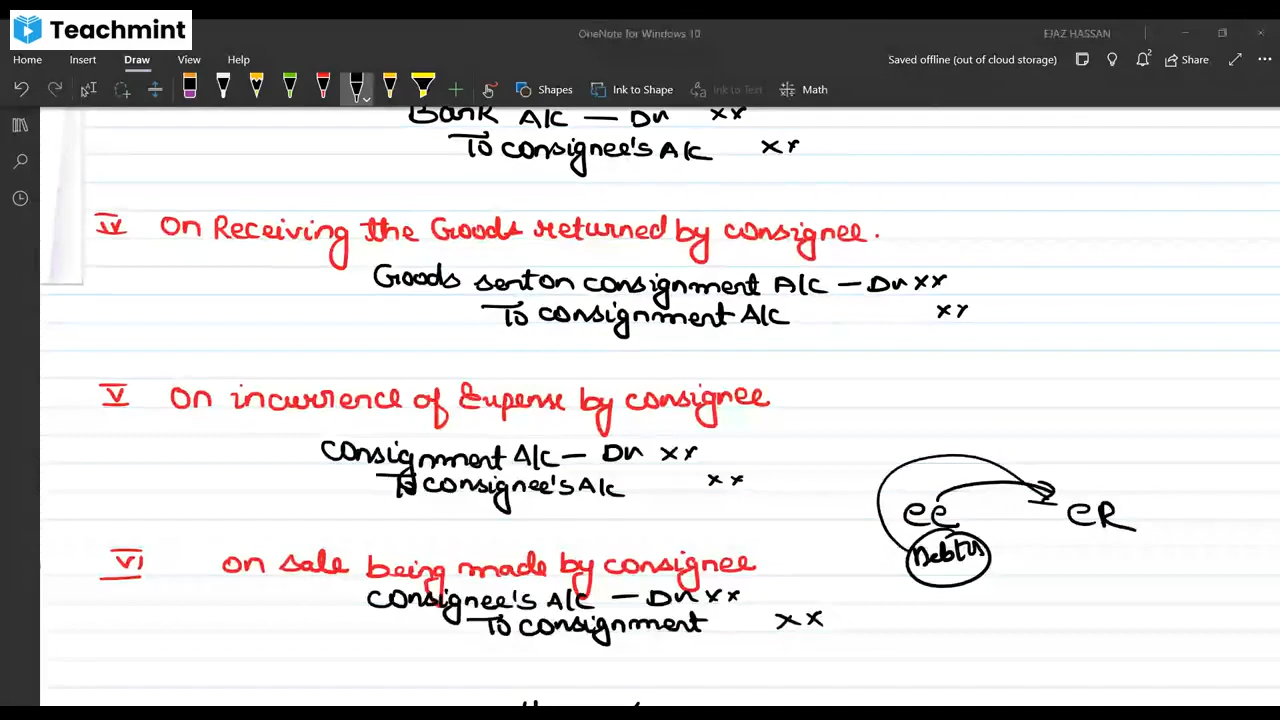 Teachmint
OneNote for Windows 10
EJAZ HASSAN
Home Insert Draw View Help
Saved offline (out of cloud storage)
2
Share
Shapes
Ink to Shape
Ink to Text
Math
Bank A/C — Dr xx
To consignee's A/C xx
IV On Receiving the Goods returned by consignee.
Goods sent on consignment A/C — Dr xx
To consignment A/C xx
V On incurrence of Expense by consignee
Consignment A/C — Dr xx
To consignee's A/C xx
ee eR
Debtrs
VI on sale being made by consignee
Consignee's A/C — Dr xx
To consignment xx